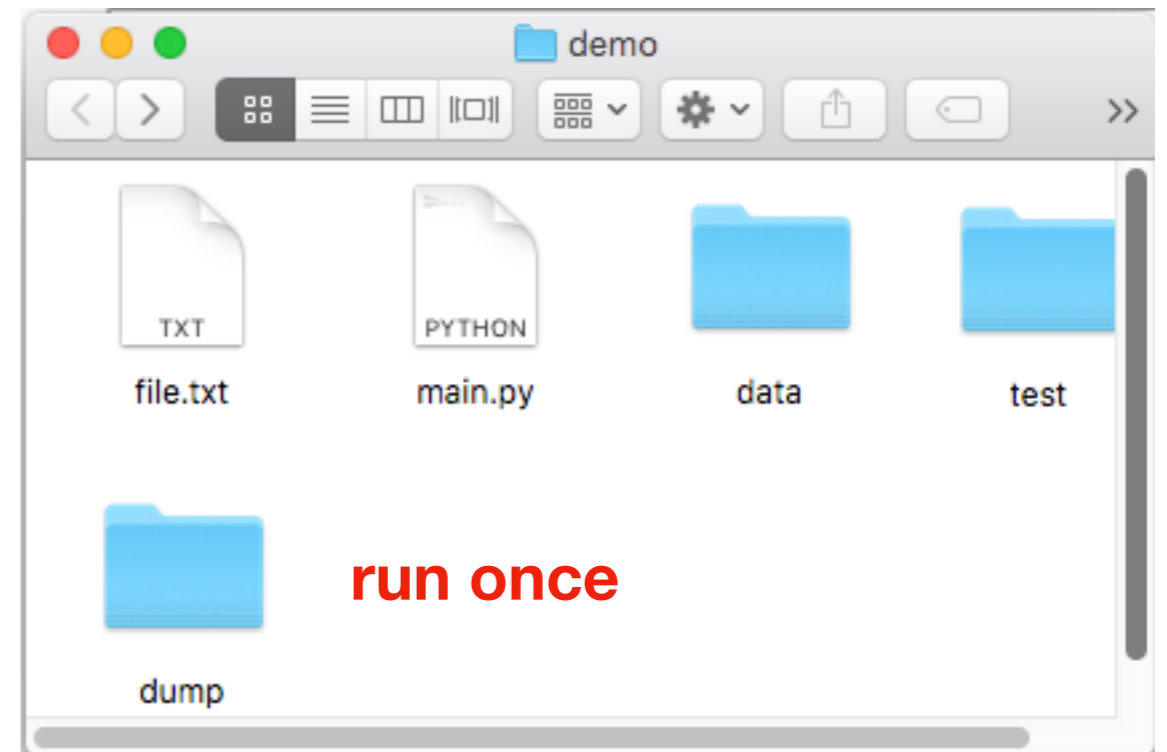 demo
TXT
PYTHON
file.txt
main.py
data
test
run once
dump